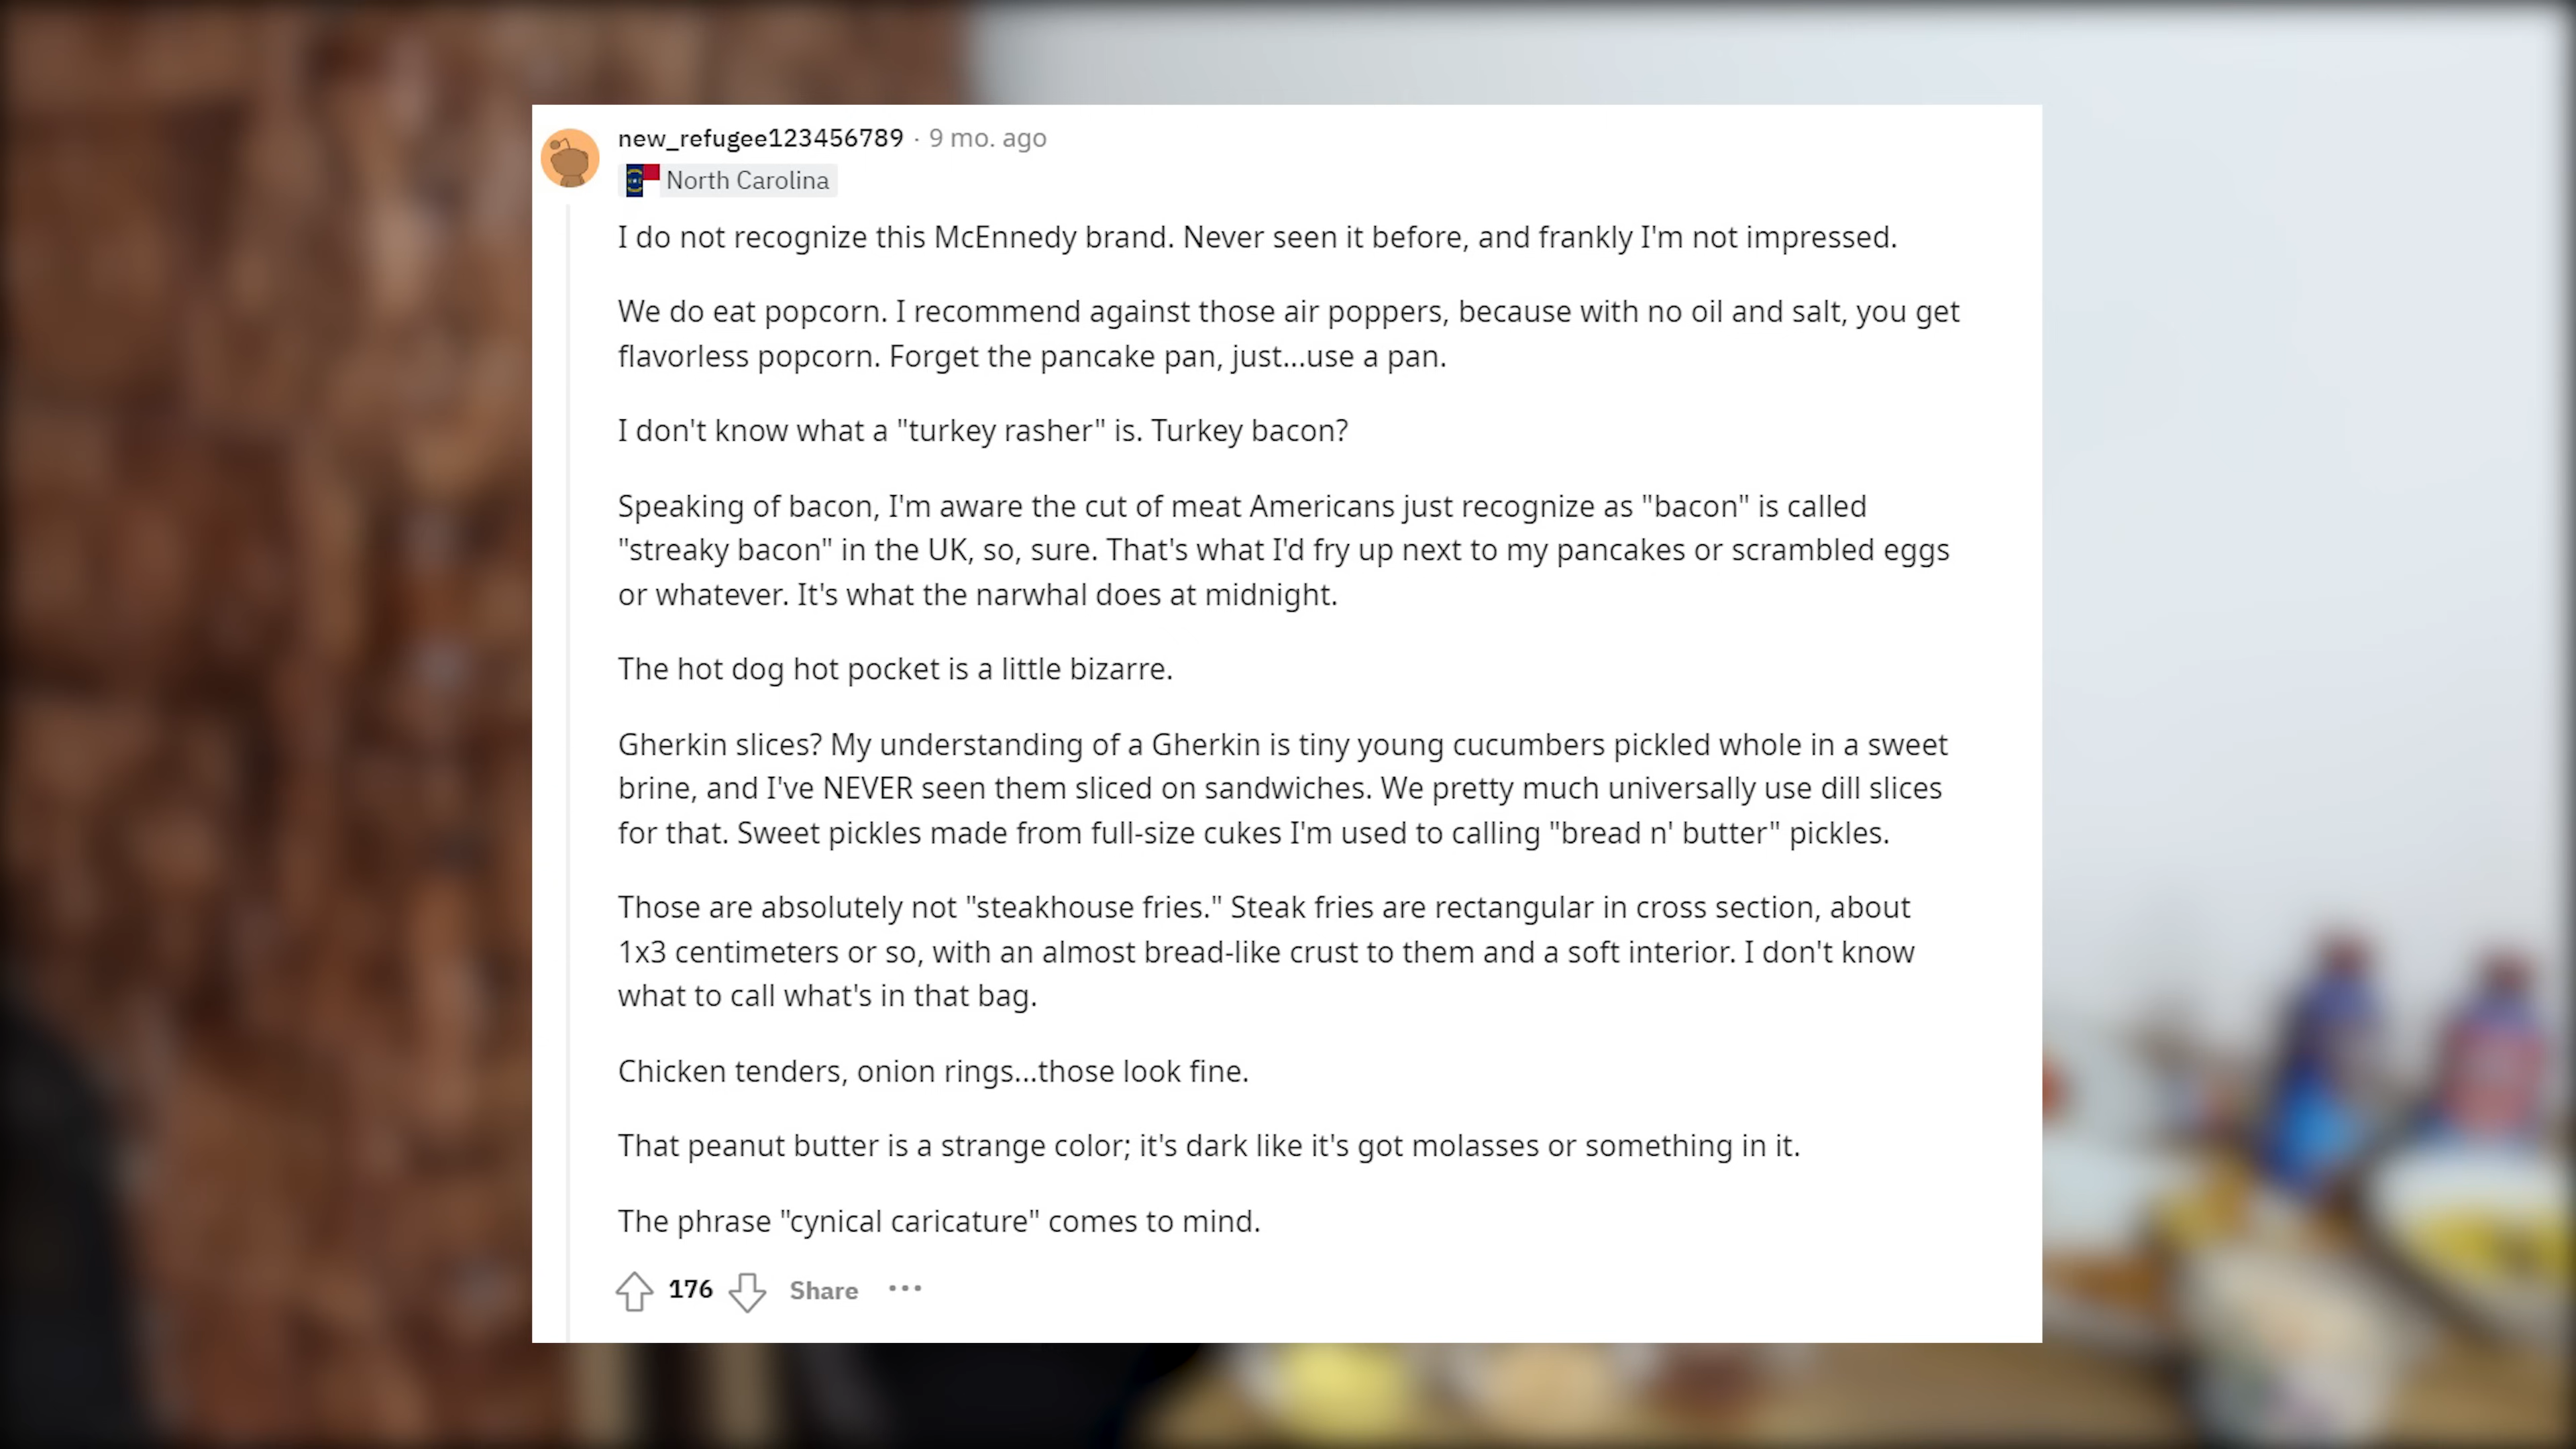 new_refugee123456789 · 9 mo. ago
North Carolina
I do not recognize this McEnnedy brand. Never seen it before, and frankly I'm not impressed.
We do eat popcorn. I recommend against those air poppers, because with no oil and salt, you get
flavorless popcorn. Forget the pancake pan, just...use a pan.
I don't know what a "turkey rasher" is. Turkey bacon?
Speaking of bacon, I'm aware the cut of meat Americans just recognize as "bacon" is called
"streaky bacon" in the UK, so, sure. That's what I'd fry up next to my pancakes or scrambled eggs
or whatever. It's what the narwhal does at midnight.
The hot dog hot pocket is a little bizarre.
Gherkin slices? My understanding of a Gherkin is tiny young cucumbers pickled whole in a sweet
brine, and I've NEVER seen them sliced on sandwiches. We pretty much universally use dill slices
for that. Sweet pickles made from full-size cukes I'm used to calling "bread n' butter" pickles.
Those are absolutely not "steakhouse fries." Steak fries are rectangular in cross section, about
1x3 centimeters or so, with an almost bread-like crust to them and a soft interior. I don't know
what to call what's in that bag.
Chicken tenders, onion rings...those look fine.
That peanut butter is a strange color; it's dark like it's got molasses or something in it.
The phrase "cynical caricature" comes to mind.
176 Share ···